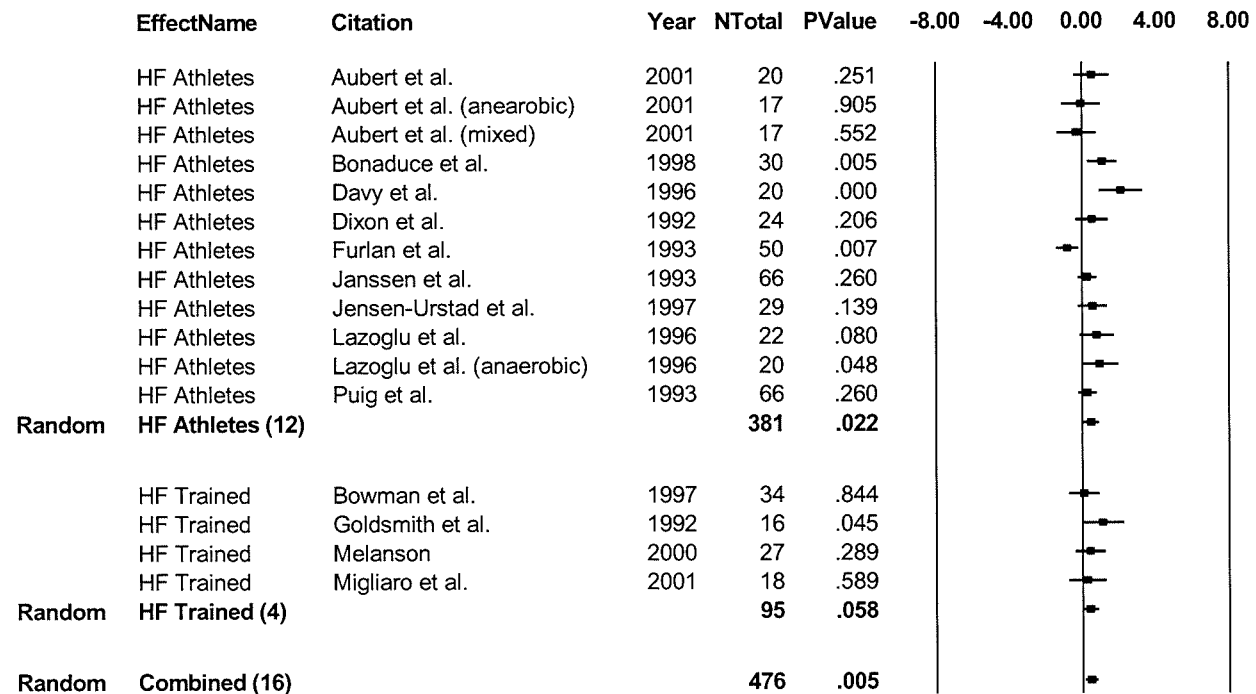 EffectName Citation Year NTotal PValue -8.00 -4.00 0.00 4.00 8.00
HF Athletes Aubert et al. 2001 20 .251
HF Athletes Aubert et al. (anearobic) 2001 17 .905
HF Athletes Aubert et al. (mixed) 2001 17 .552
HF Athletes Bonaduce et al. 1998 30 .005
HF Athletes Davy et al. 1996 20 .000
HF Athletes Dixon et al. 1992 24 .206
HF Athletes Furlan et al. 1993 50 .007
HF Athletes Janssen et al. 1993 66 .260
HF Athletes Jensen-Urstad et al. 1997 29 .139
HF Athletes Lazoglu et al. 1996 22 .080
HF Athletes Lazoglu et al. (anaerobic) 1996 20 .048
HF Athletes Puig et al. 1993 66 .260
Random HF Athletes (12) 381 .022
HF Trained Bowman et al. 1997 34 .844
HF Trained Goldsmith et al. 1992 16 .045
HF Trained Melanson 2000 27 .289
HF Trained Migliaro et al. 2001 18 .589
Random HF Trained (4) 95 .058
Random Combined (16) 476 .005